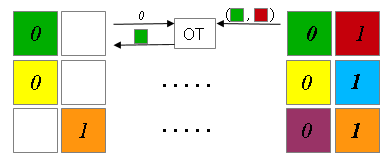 0 0 OT ( , ) 0 1
0 ..... 0 1
1 ..... 0 1